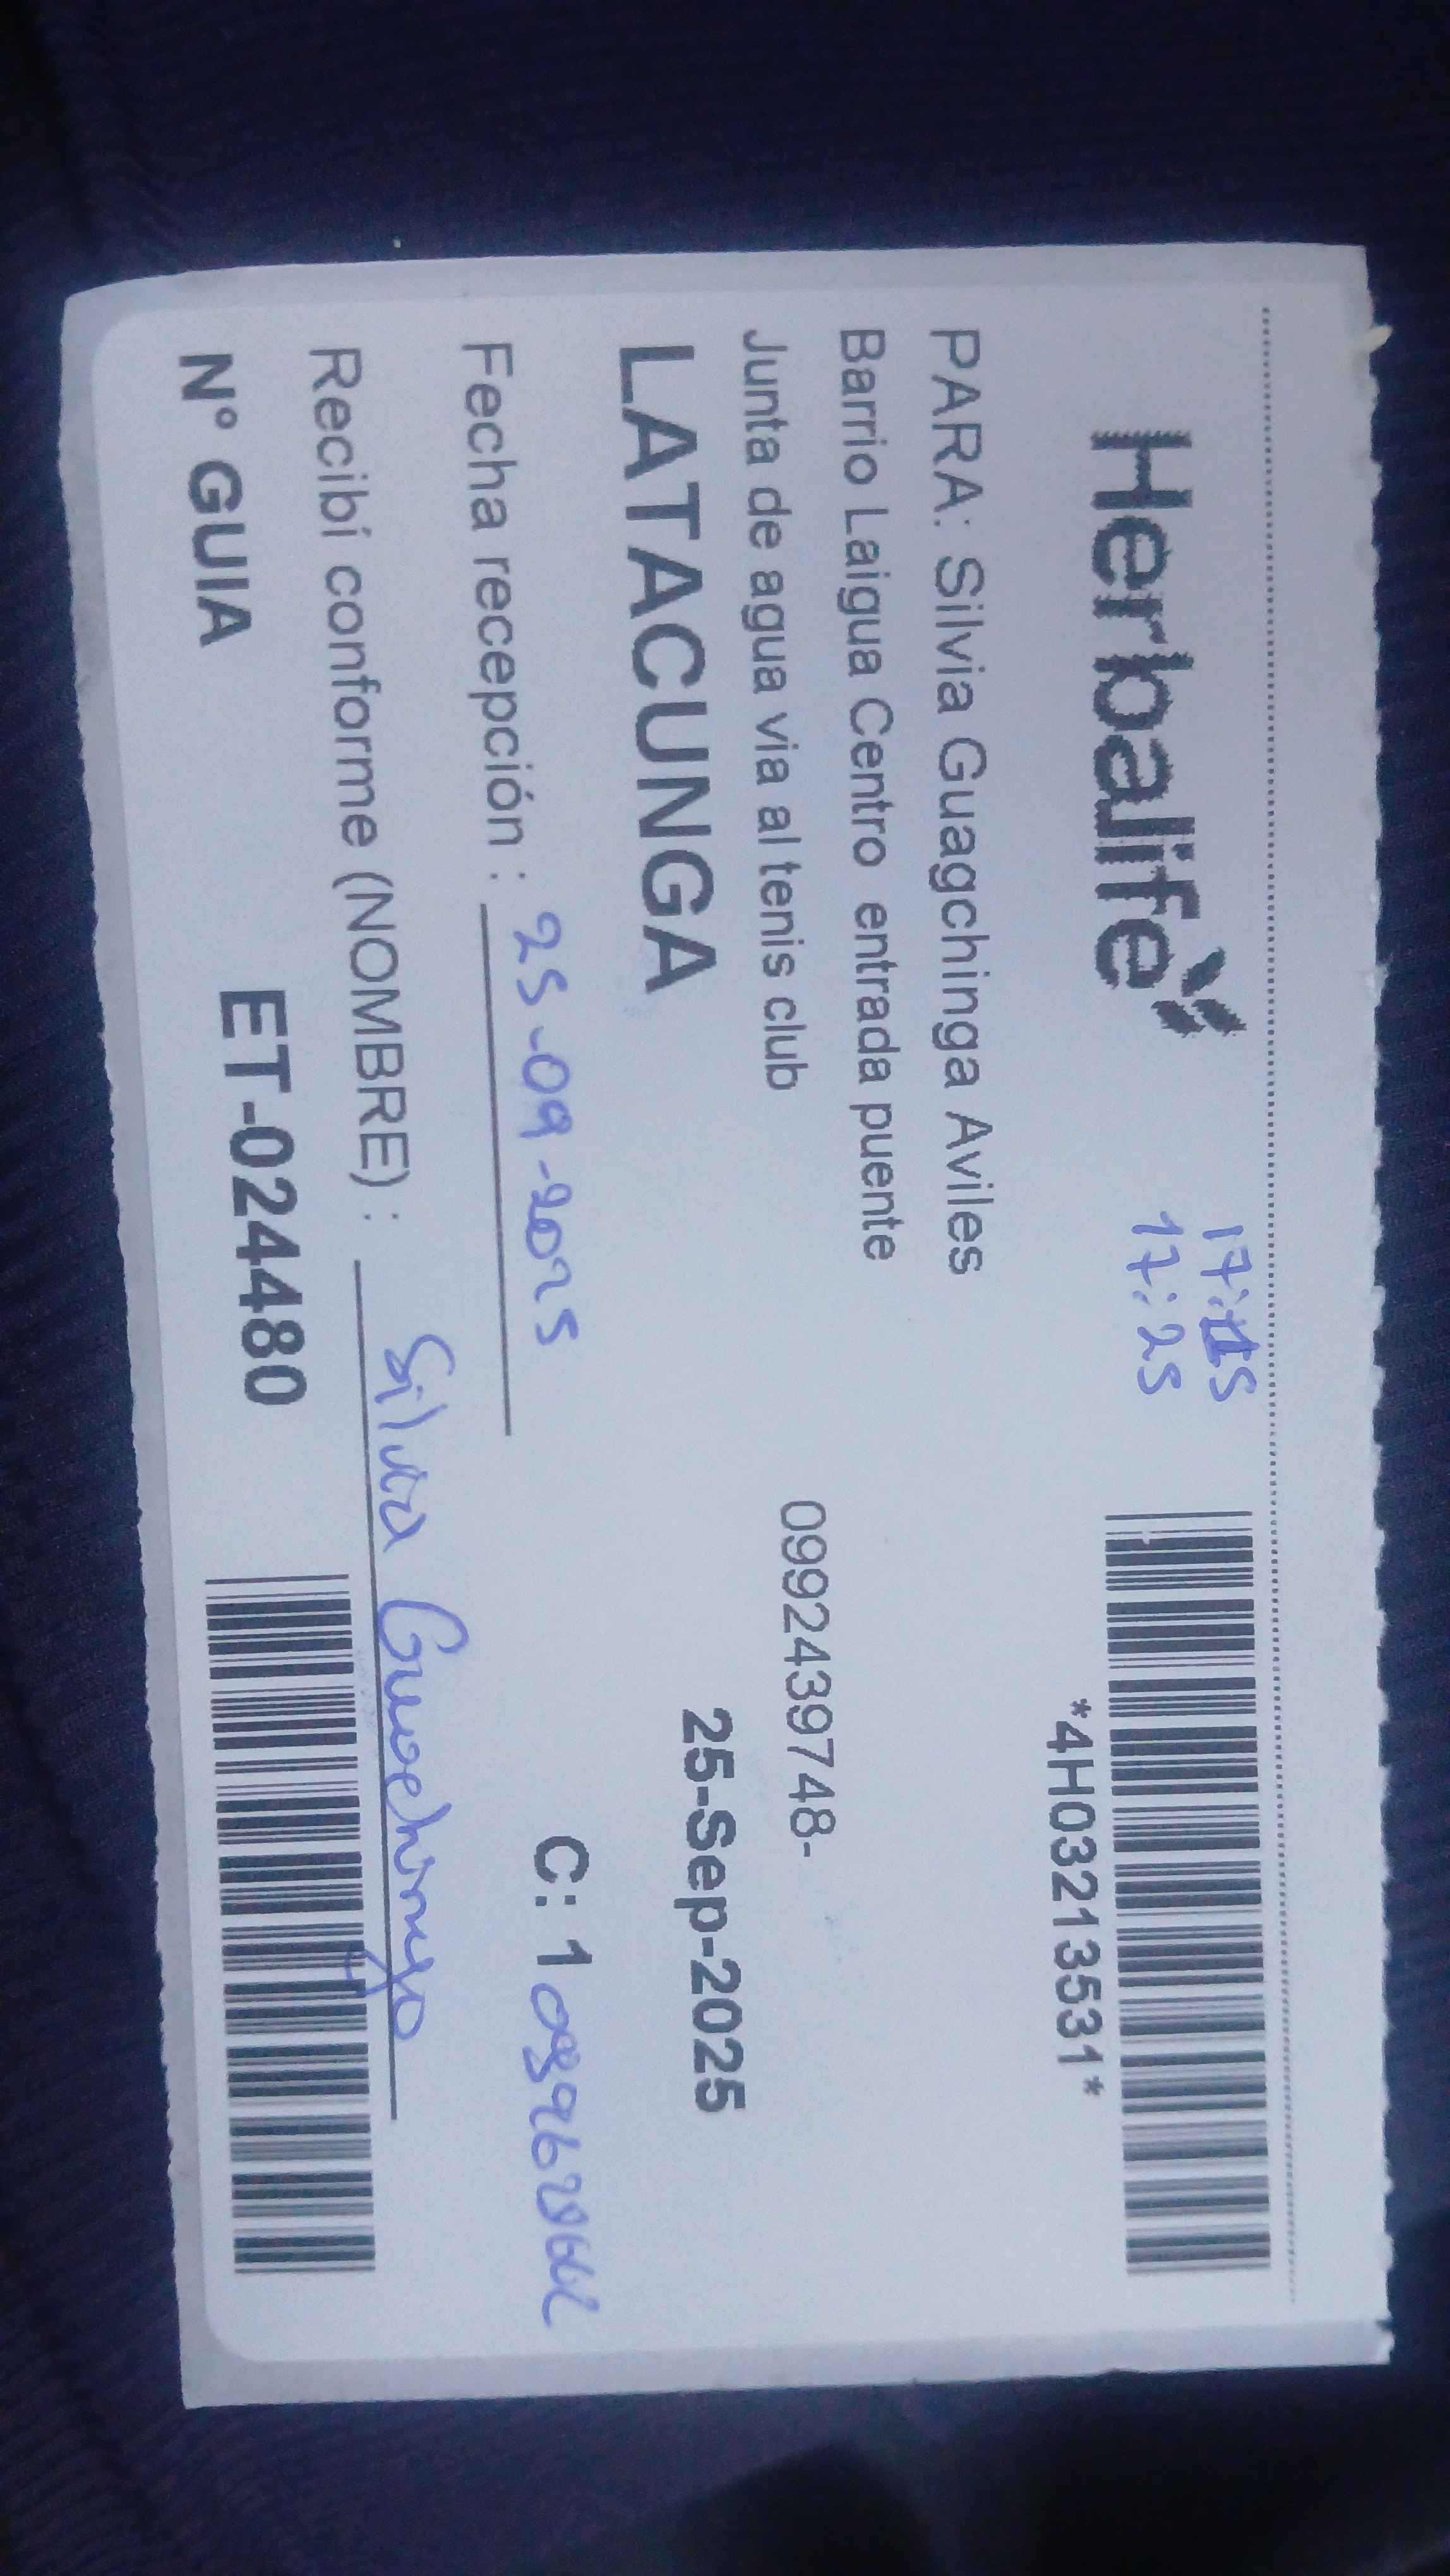 Herbalife
17:25
*4H03213531*
PARA: Silvia Guagchinga Aviles
Barrio Laigua Centro entrada puente
Junta de agua via al tenis club
0992439748-
LATACUNGA
25-Sep-2025
Fecha recepción : 25-09-2025
C: 1
Recibí conforme (NOMBRE) : Silvia
N° GUIA ET-024480